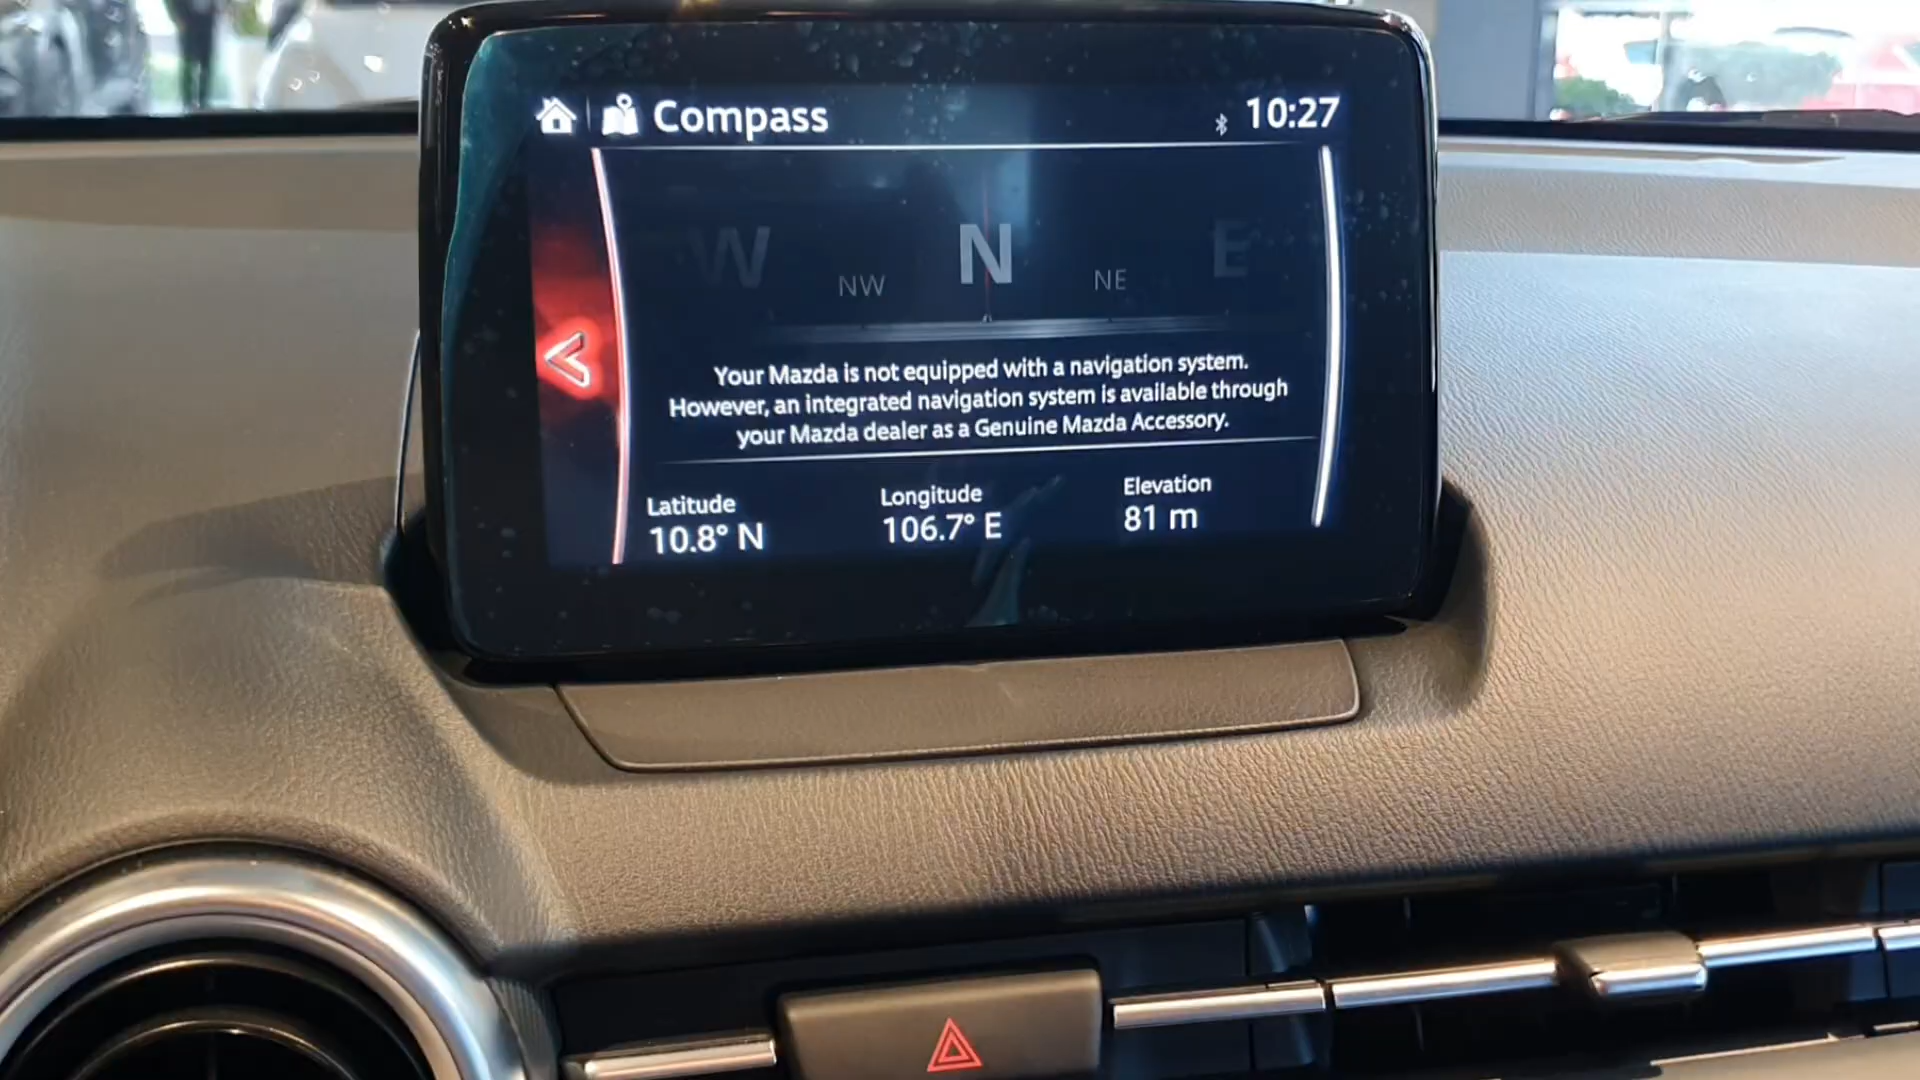 Compass
10:27
W NW N NE E
<
Your Mazda is not equipped with a navigation system.
However, an integrated navigation system is available through
your Mazda dealer as a Genuine Mazda Accessory.
Latitude Longitude Elevation
10.8° N 106.7° E 81 m